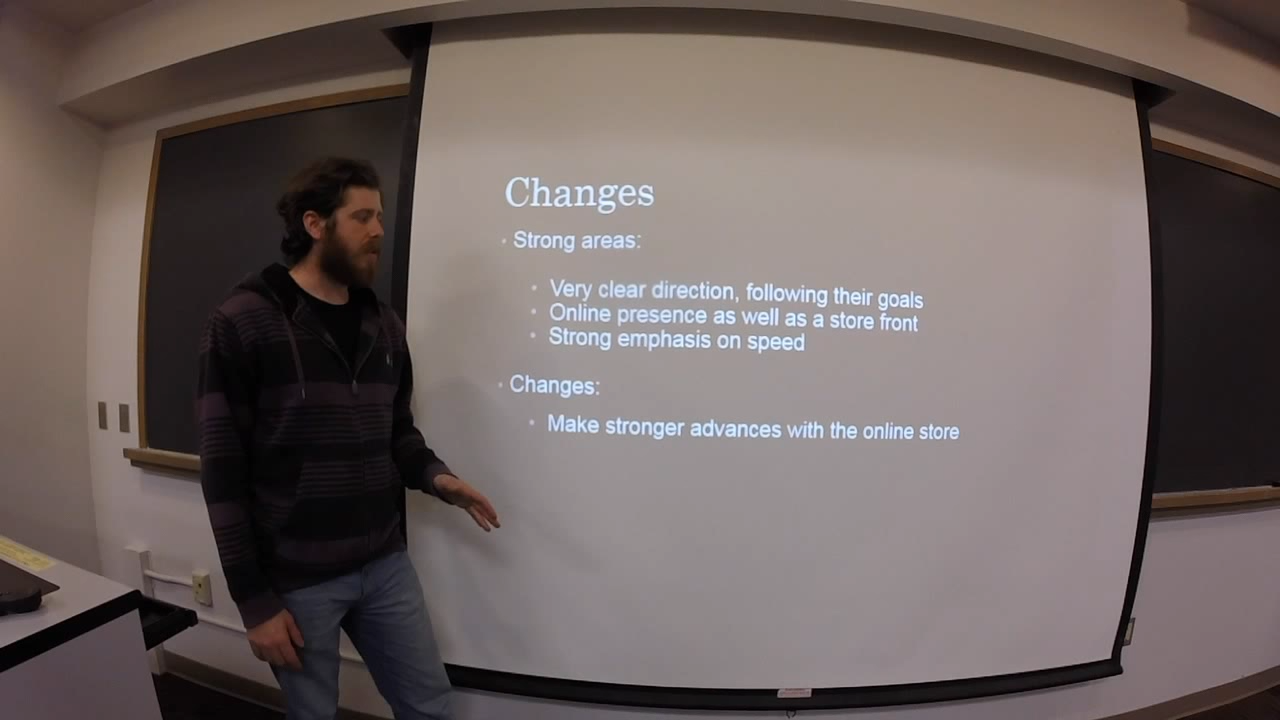 Changes
• Strong areas:
• Very clear direction, following their goals
• Online presence as well as a store front
• Strong emphasis on speed
• Changes:
• Make stronger advances with the online store